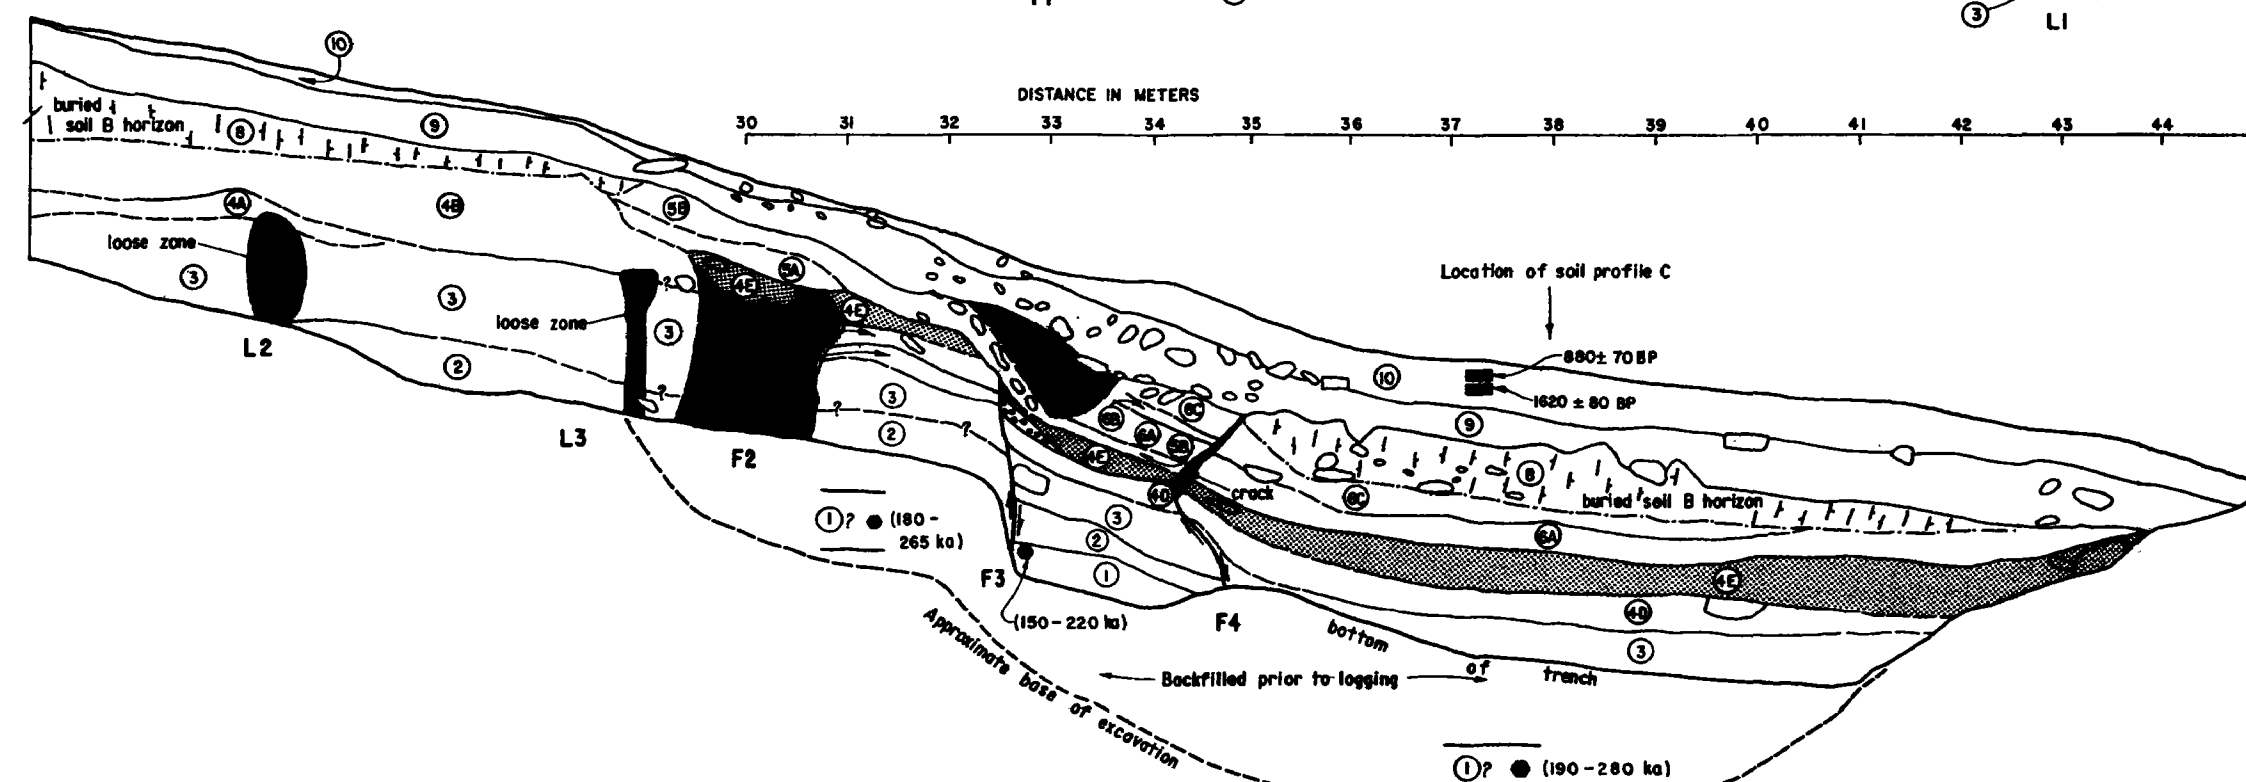 3
L1
10
DISTANCE IN METERS
30 31 32 33 34 35 36 37 38 39 40 41 42 43 44
buried
soil B horizon
8
9
4A
4B
5B
loose zone
3
3
5A
4E
4E
Location of soil profile C
880± 70 BP
1620 ± 80 BP
10
9
loose zone
?
3
L2
2
?
L3
F2
3
?
2
?
6B
6A
5B
6C
4E
4D
crack
6C
8
buried soil B horizon
6A
4E
4D
3
1? (180-
265 ka)
3
2
1
F3
(150-220 ka)
F4
bottom
of
trench
Backfilled prior to logging
Approximate base of excavation
1? (190-280 ka)